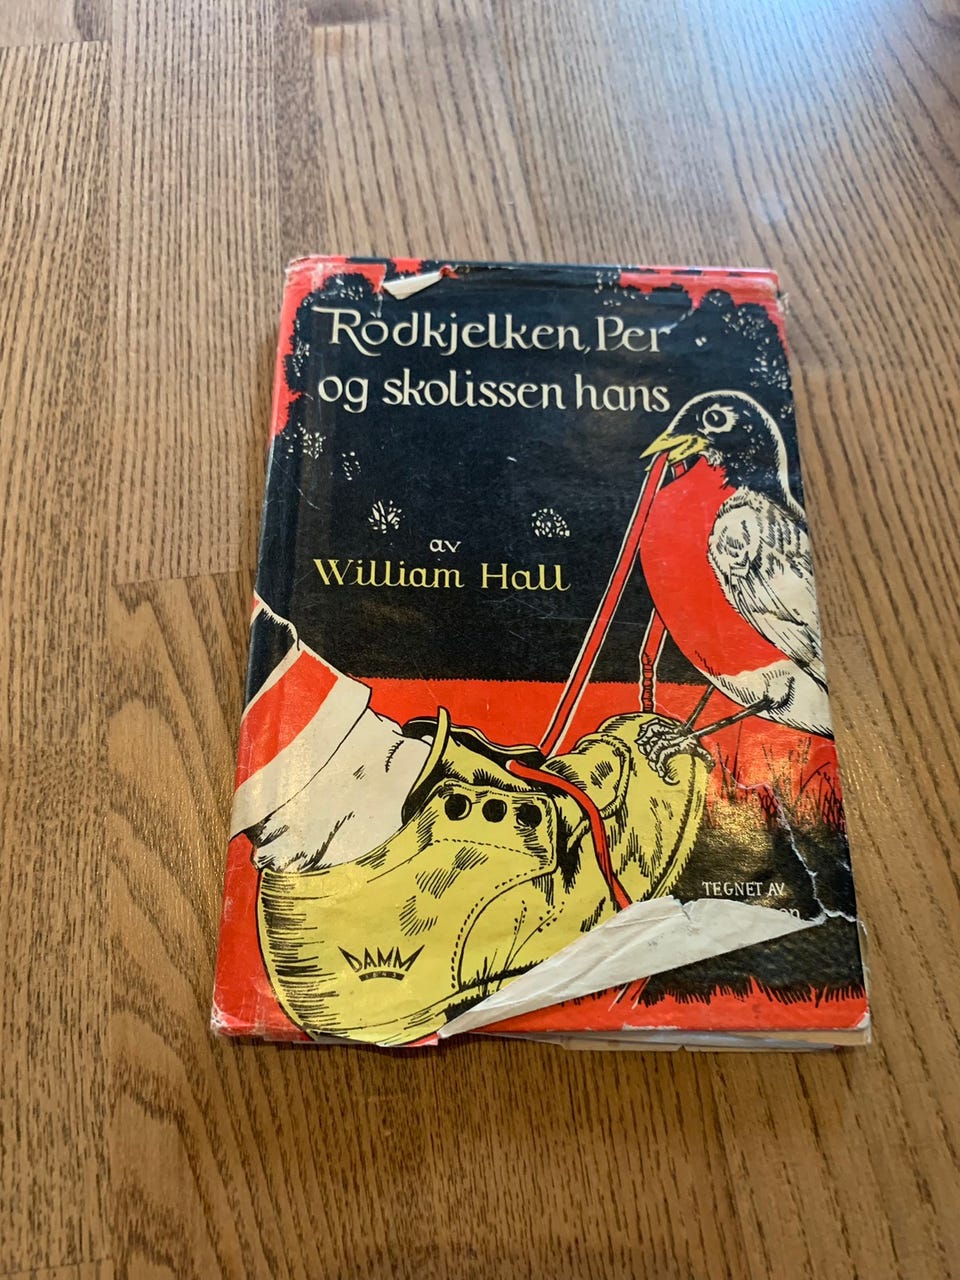 Rødkjelken, Per
og skolissen hans
av
William Hall
TEGNET AV
DAMM